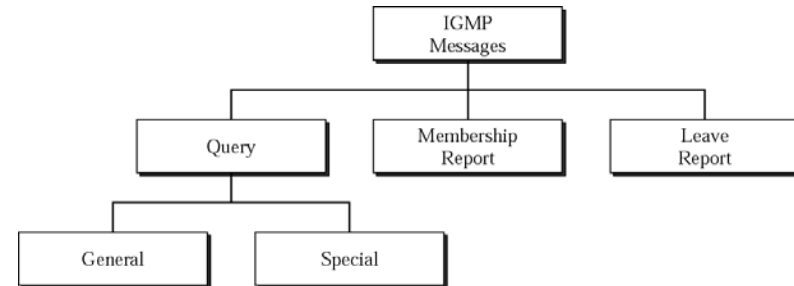 IGMP
Messages
Query
Membership
Report
Leave
Report
General
Special